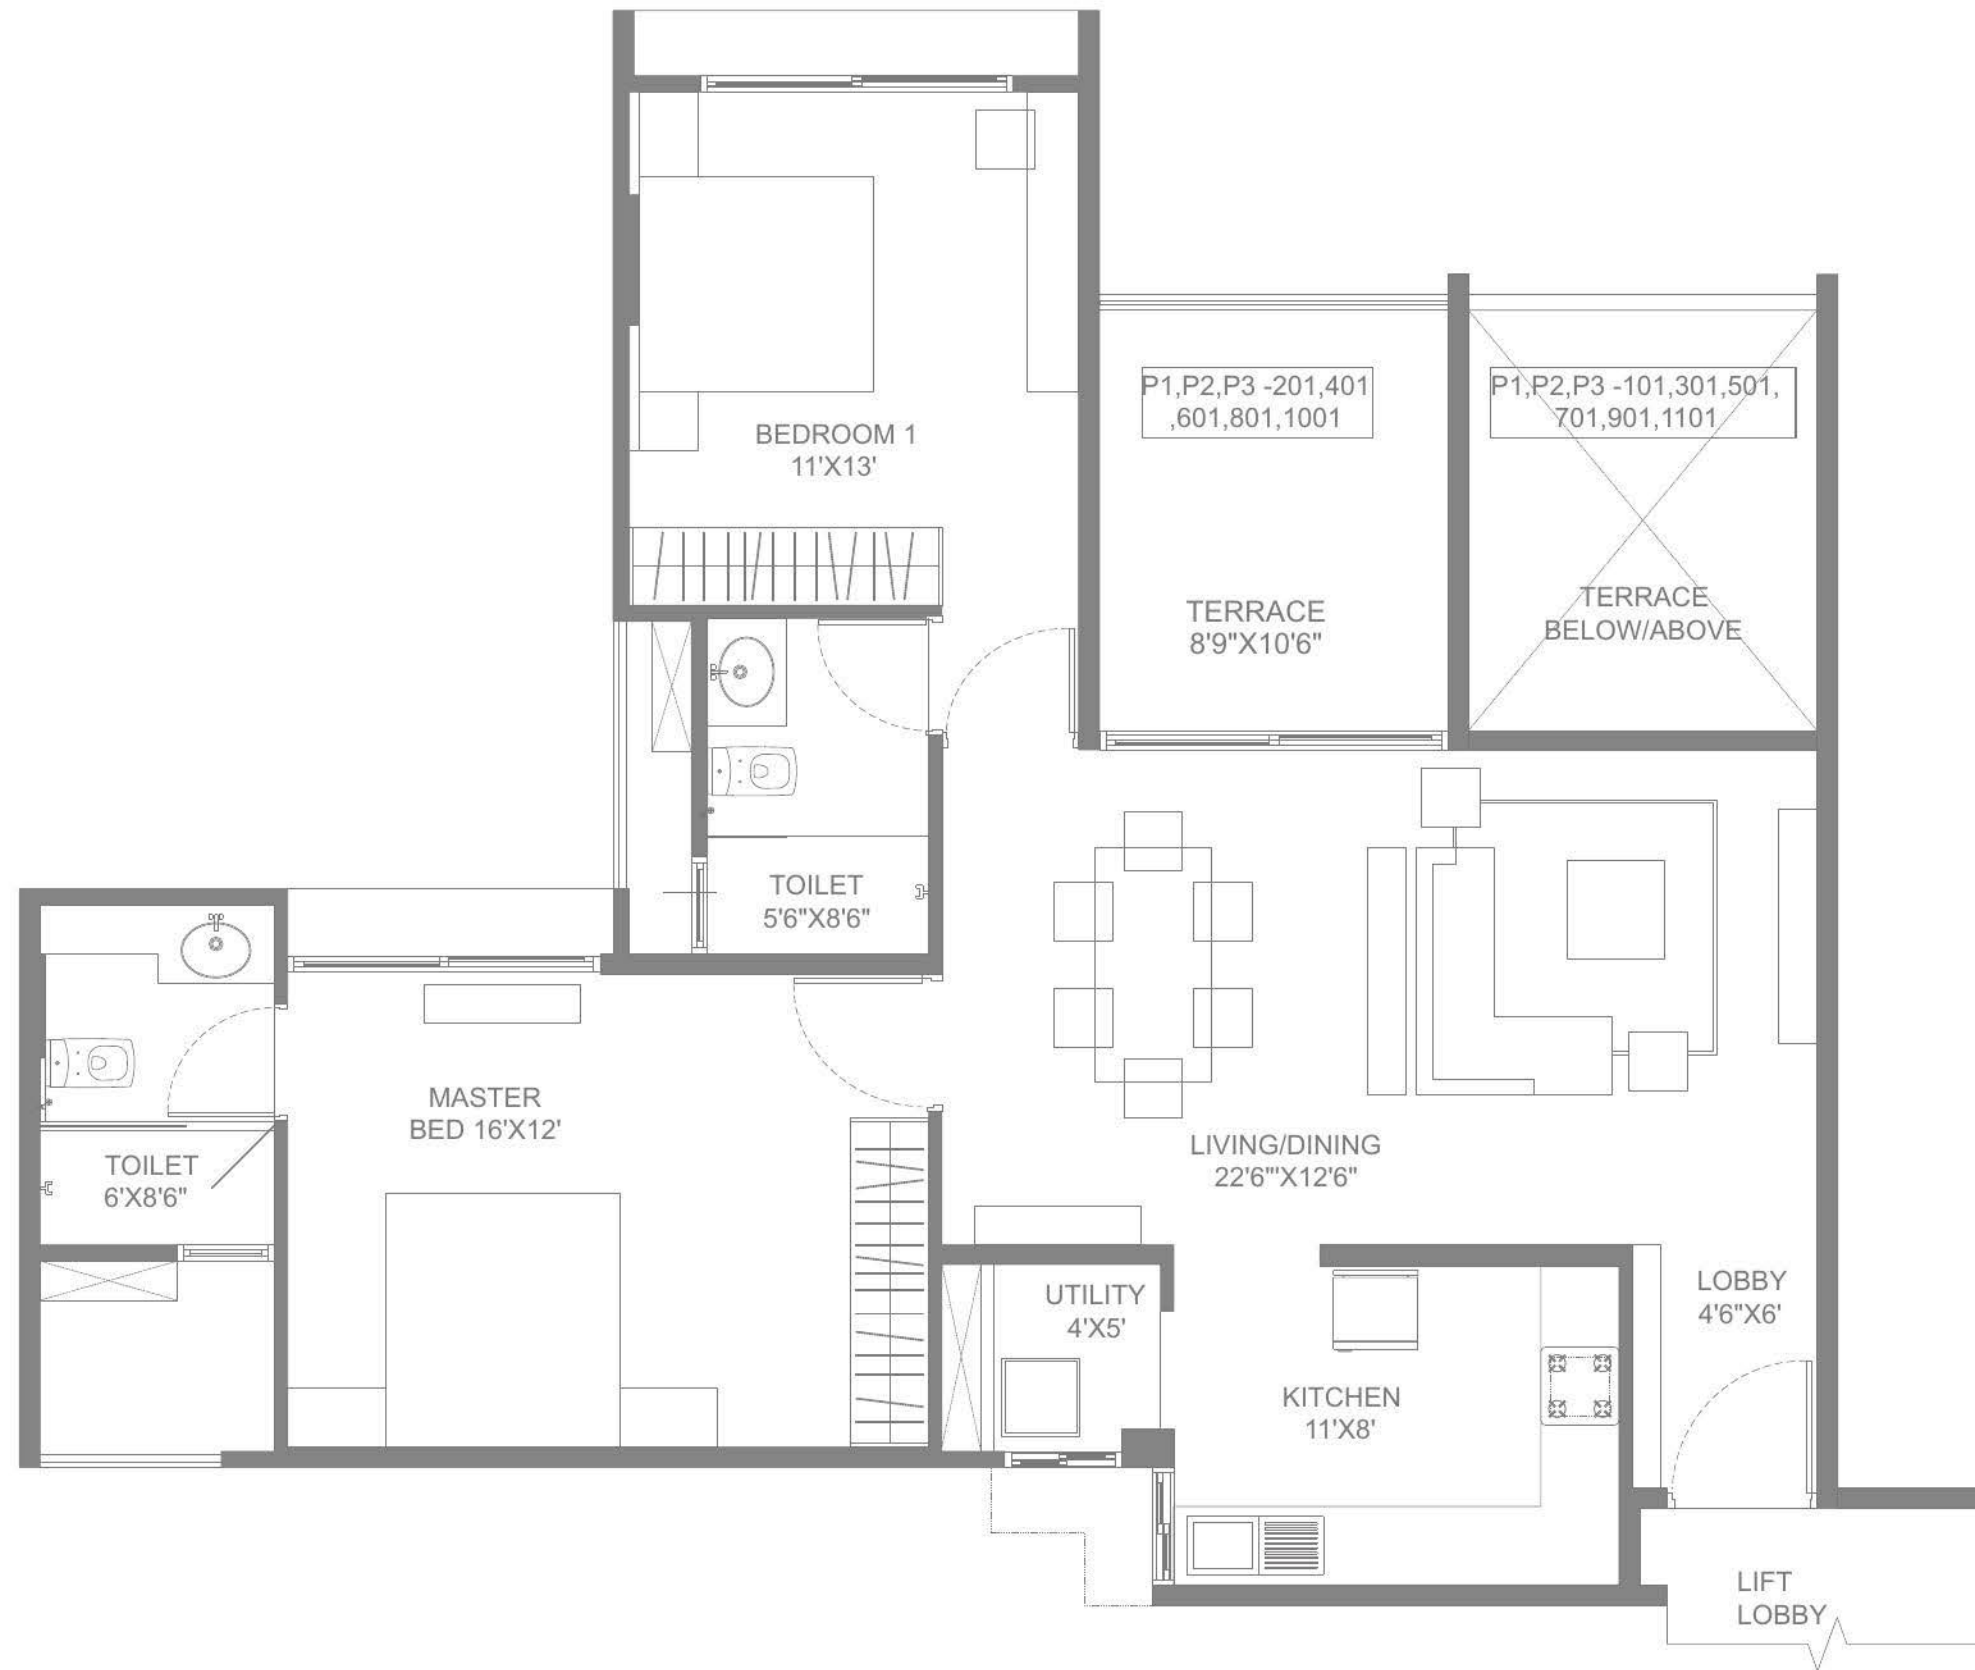 P1,P2,P3 -201,401
,601,801,1001
P1,P2,P3 -101,301,501,
701,901,1101
BEDROOM 1
11'X13'
TERRACE
8'9"X10'6"
TERRACE
BELOW/ABOVE
TOILET
5'6"X8'6"
MASTER
BED 16'X12'
TOILET
6'X8'6"
LIVING/DINING
22'6"'X12'6"
UTILITY
4'X5'
LOBBY
4'6"X6'
KITCHEN
11'X8'
LIFT
LOBBY